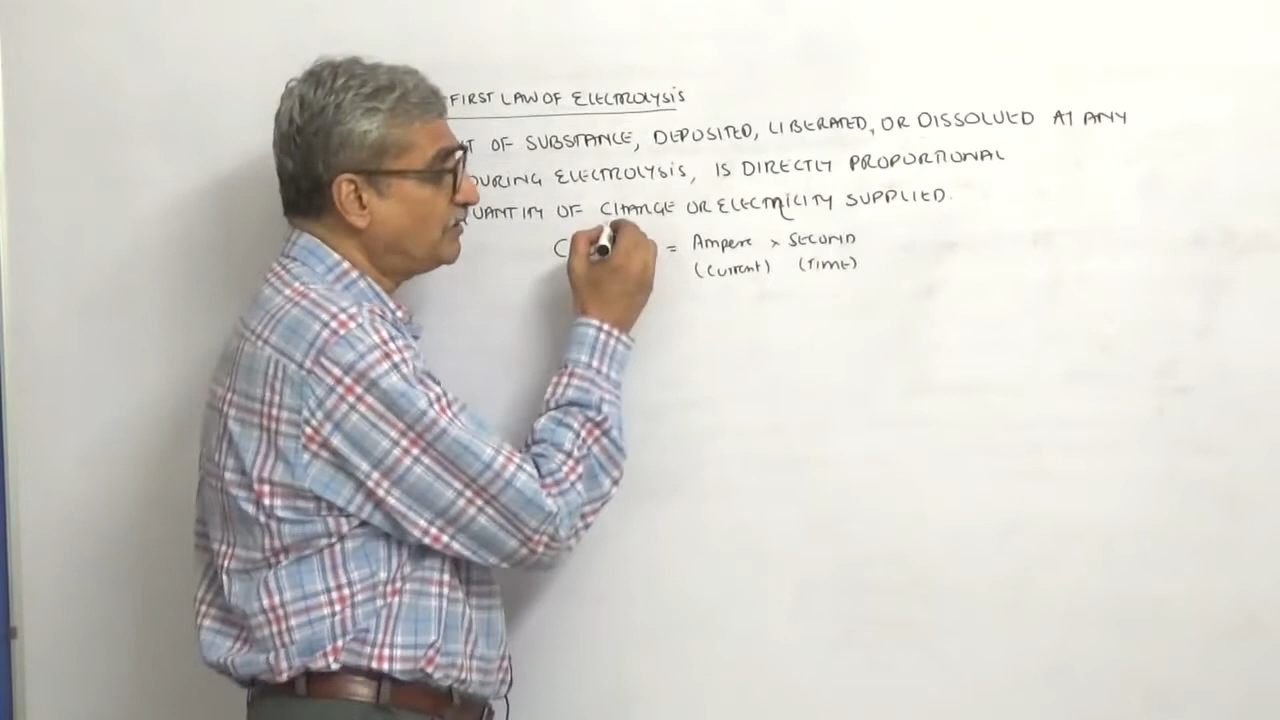 FIRST LAW OF ELECTROLYSIS
OF SUBSTANCE, DEPOSITED, LIBERATED, OR DISSOLVED AT ANY
DURING ELECTROLYSIS, IS DIRECTLY PROPORTIONAL
QUANTITY OF CHARGE OR ELECTRICITY SUPPLIED.
= Ampere × SECOND
(Current) (Time)